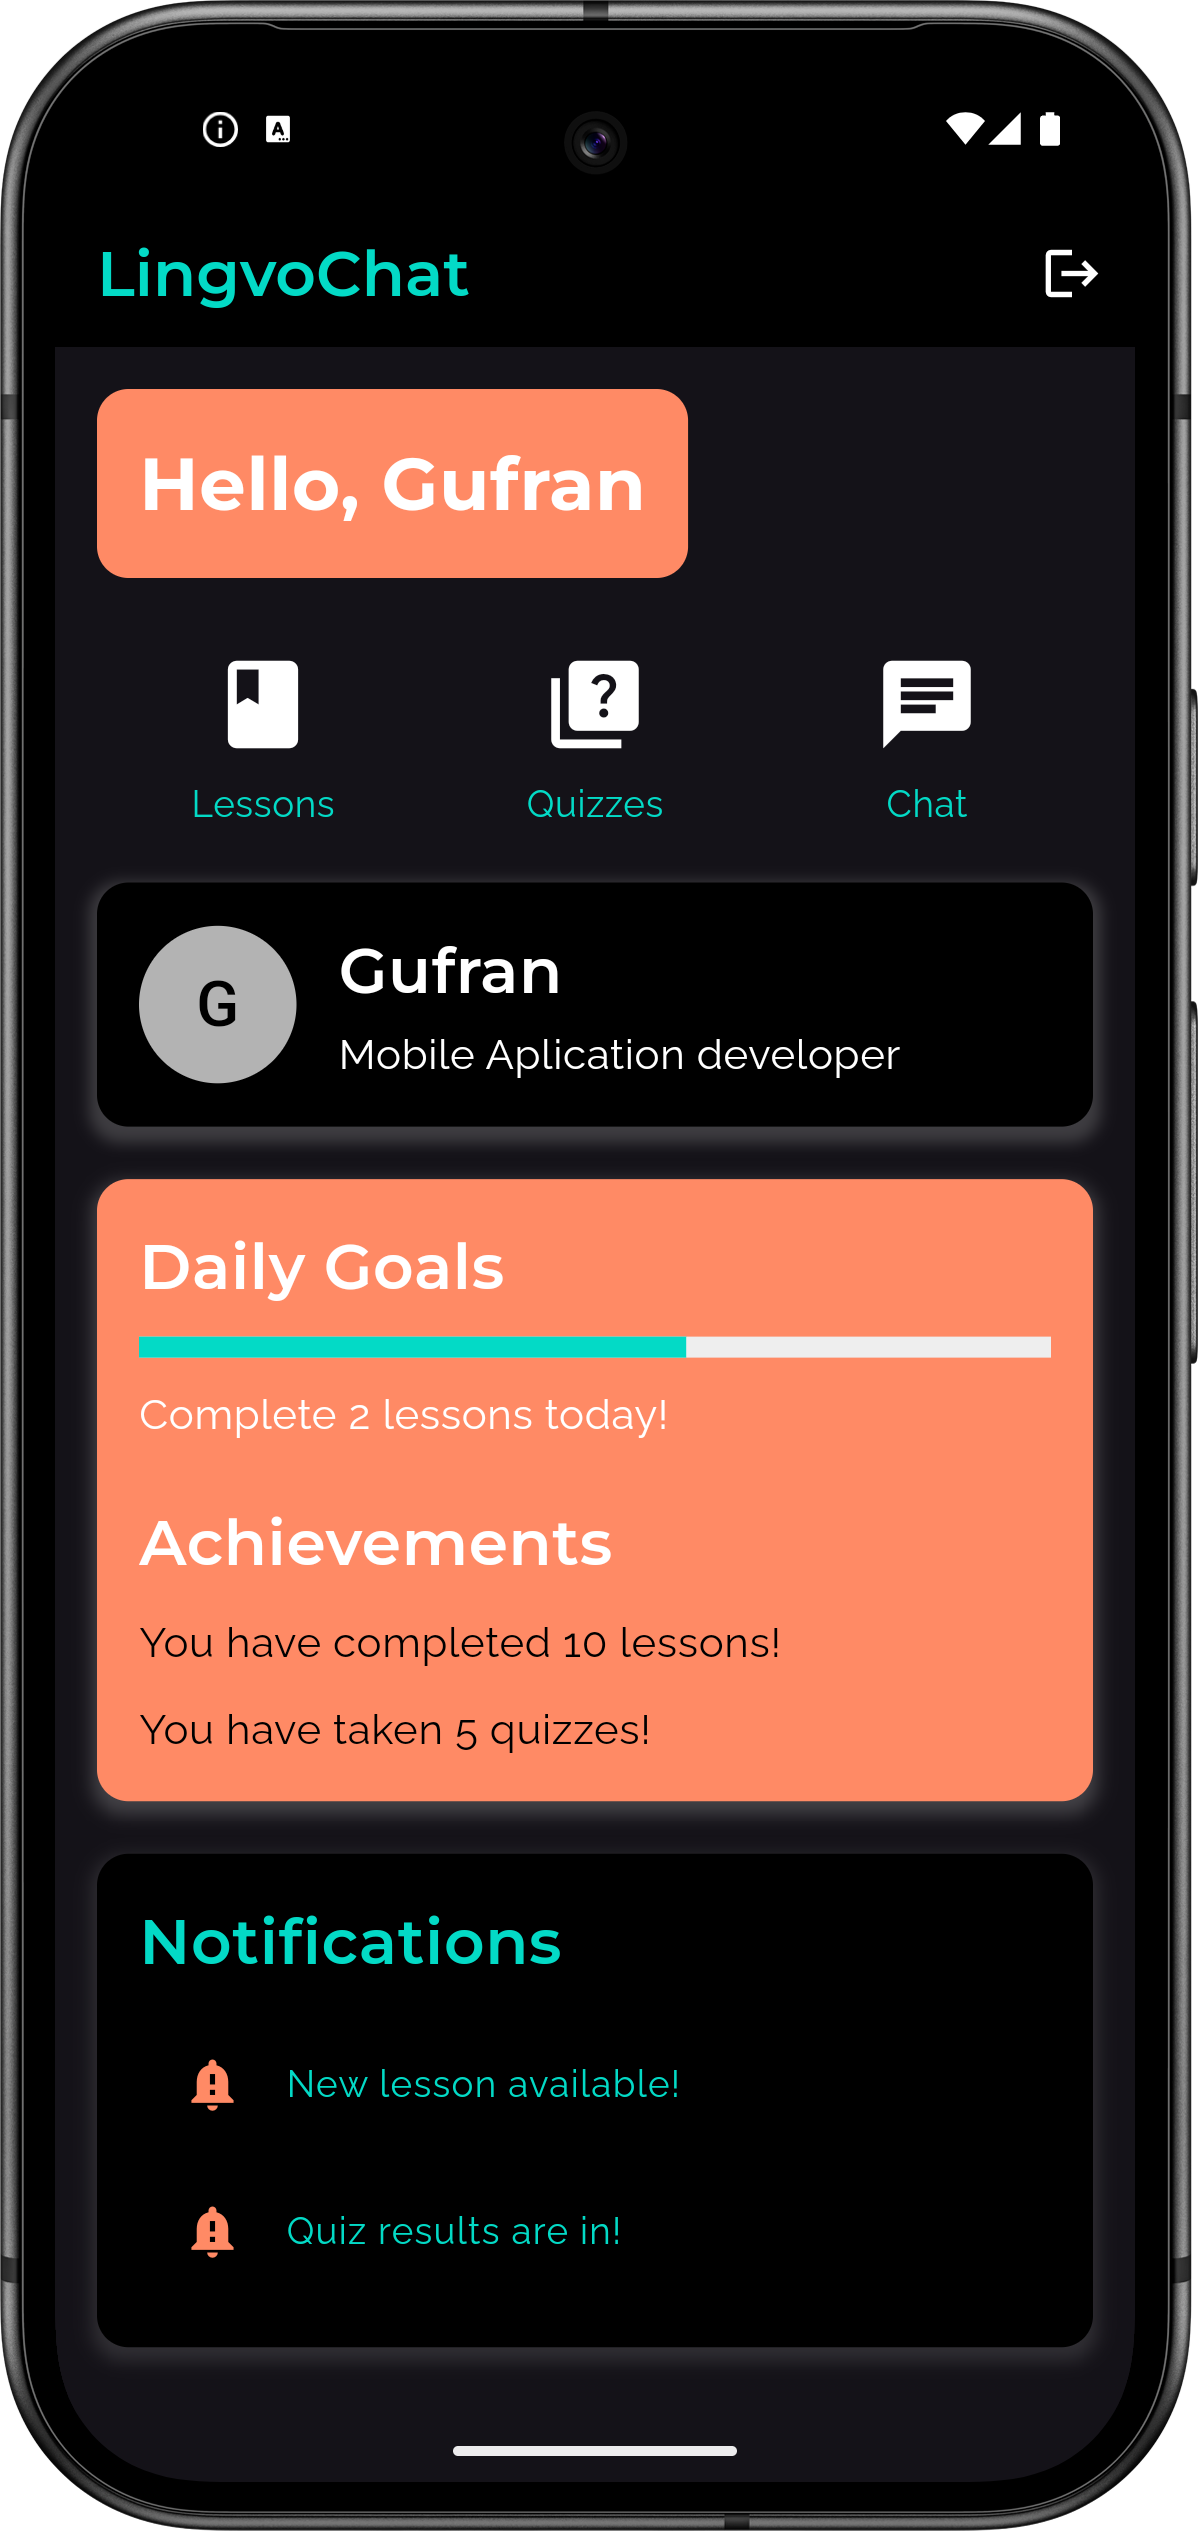 LingvoChat
Hello, Gufran
Lessons Quizzes Chat
G
Gufran
Mobile Aplication developer
Daily Goals
Complete 2 lessons today!
Achievements
You have completed 10 lessons!
You have taken 5 quizzes!
Notifications
New lesson available!
Quiz results are in!